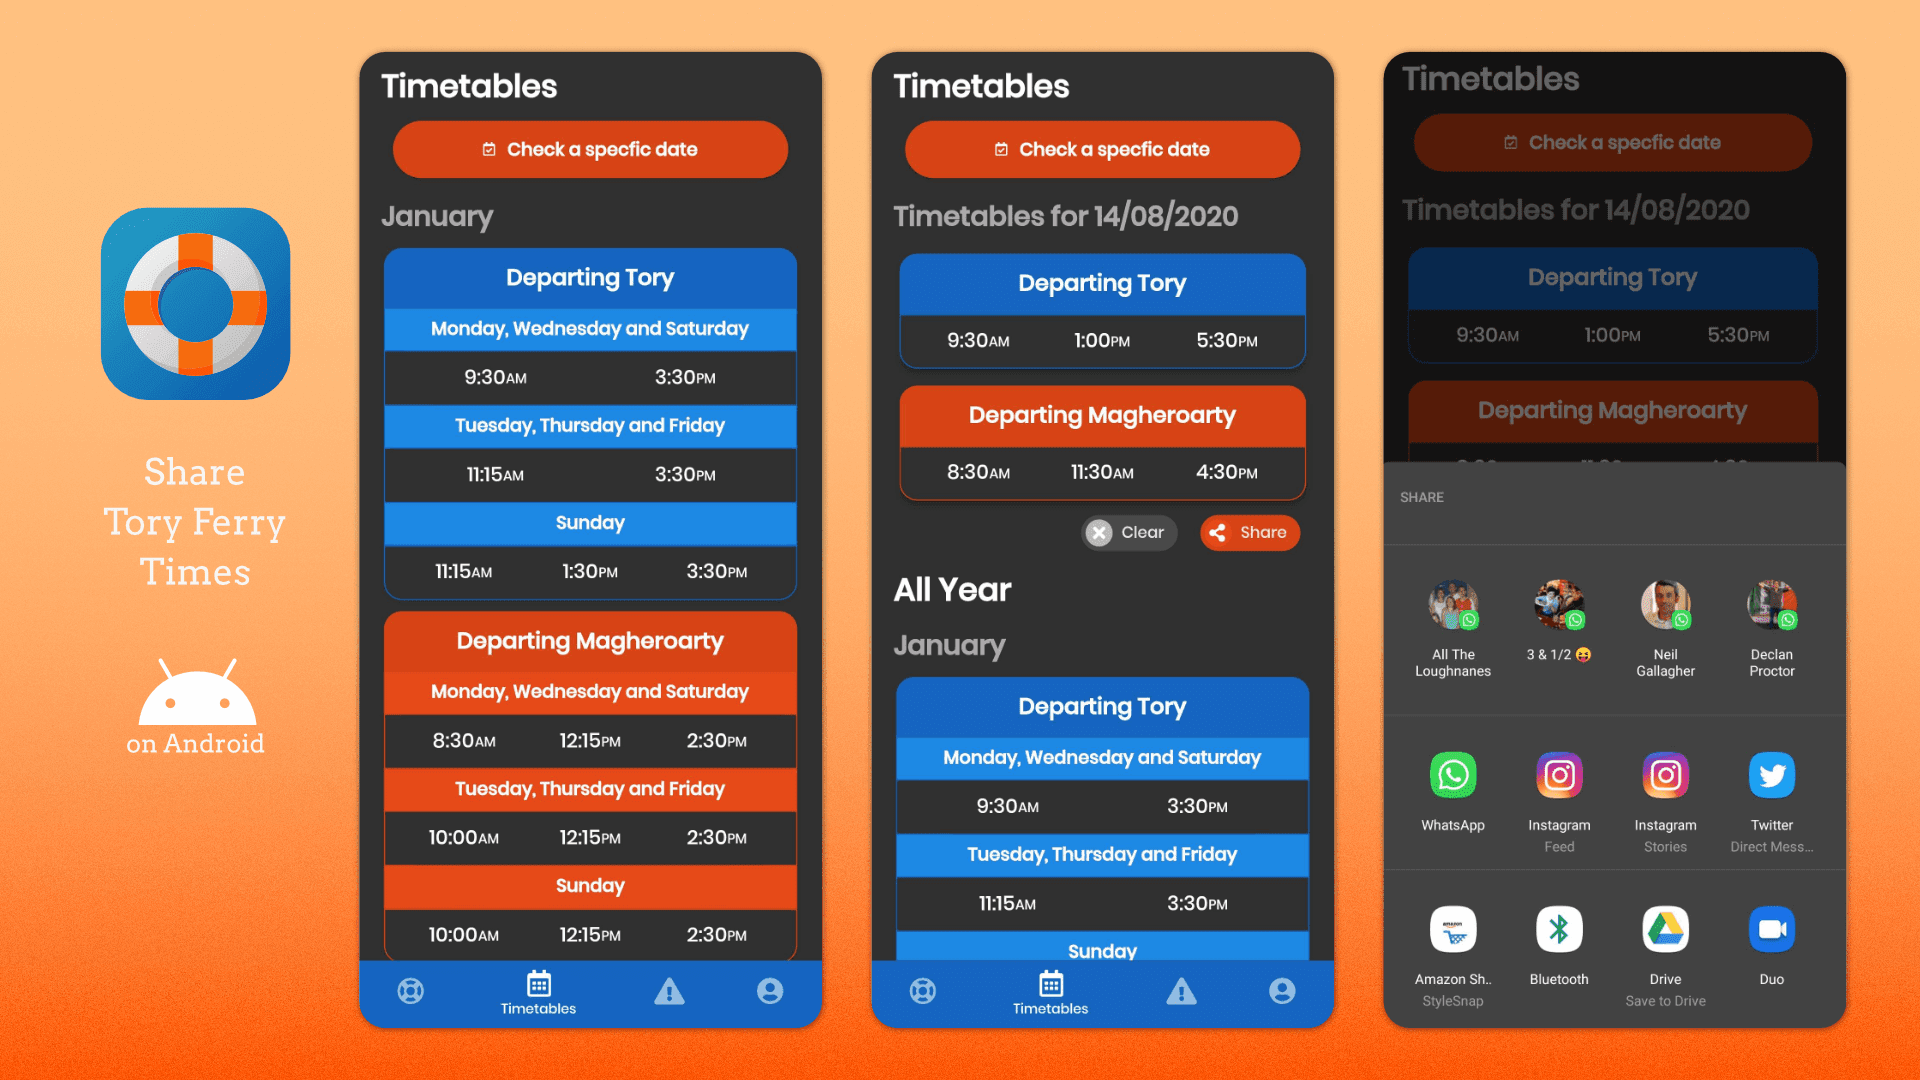 Share
Tory Ferry
Times
on Android
Timetables
Check a specfic date
January
Departing Tory
Monday, Wednesday and Saturday
9:30AM 3:30PM
Tuesday, Thursday and Friday
11:15AM 3:30PM
Sunday
11:15AM 1:30PM 3:30PM
Departing Magheroarty
Monday, Wednesday and Saturday
8:30AM 12:15PM 2:30PM
Tuesday, Thursday and Friday
10:00AM 12:15PM 2:30PM
Sunday
10:00AM 12:15PM 2:30PM
Timetables
Timetables
Check a specfic date
Timetables for 14/08/2020
Departing Tory
9:30AM 1:00PM 5:30PM
Departing Magheroarty
8:30AM 11:30AM 4:30PM
Clear Share
All Year
January
Departing Tory
Monday, Wednesday and Saturday
9:30AM 3:30PM
Tuesday, Thursday and Friday
11:15AM 3:30PM
Sunday
Timetables
Timetables
Check a specfic date
Timetables for 14/08/2020
Departing Tory
9:30AM 1:00PM 5:30PM
Departing Magheroarty
SHARE
All The Loughnanes
3 & 1/2 😝
Neil Gallagher
Declan Proctor
WhatsApp
Instagram
Feed
Instagram
Stories
Twitter
Direct Mess...
amazon
Amazon Sh..
StyleSnap
Bluetooth
Drive
Save to Drive
Duo